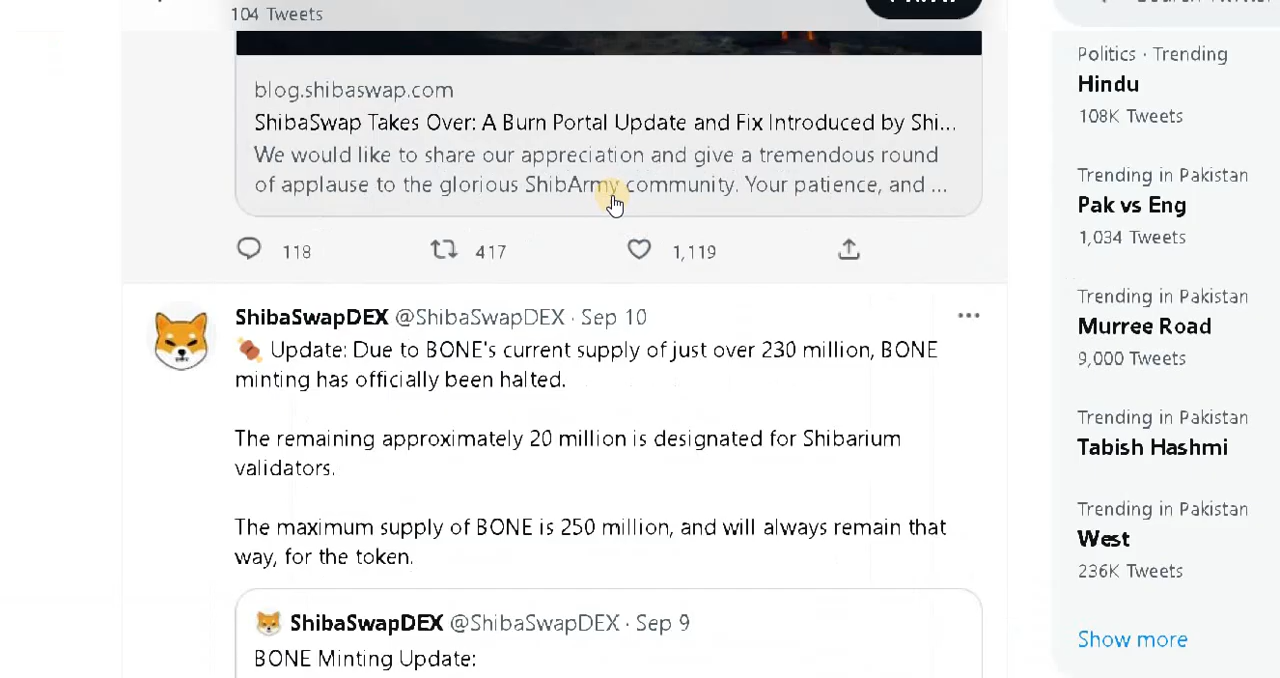 104 Tweets
blog.shibaswap.com
ShibaSwap Takes Over: A Burn Portal Update and Fix Introduced by Shi...
We would like to share our appreciation and give a tremendous round
of applause to the glorious ShibArmy community. Your patience, and ...
118 417 1,119
ShibaSwapDEX @ShibaSwapDEX · Sep 10
Update: Due to BONE's current supply of just over 230 million, BONE
minting has officially been halted.
The remaining approximately 20 million is designated for Shibarium
validators.
The maximum supply of BONE is 250 million, and will always remain that
way, for the token.
ShibaSwapDEX @ShibaSwapDEX · Sep 9
BONE Minting Update:
Politics · Trending
Hindu
108K Tweets
Trending in Pakistan
Pak vs Eng
1,034 Tweets
Trending in Pakistan
Murree Road
9,000 Tweets
Trending in Pakistan
Tabish Hashmi
Trending in Pakistan
West
236K Tweets
Show more